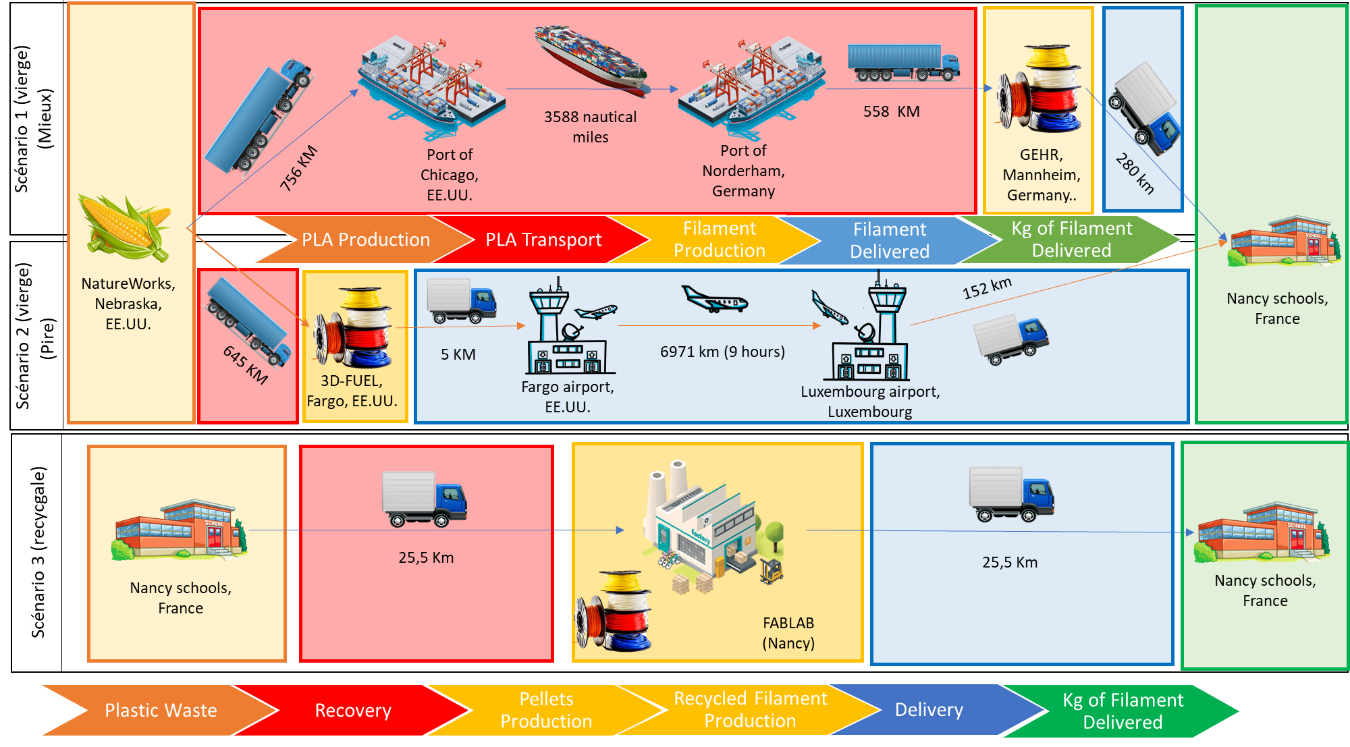 Scénario 1 (vierge)
(Mieux)
756 KM
Port of
Chicago,
EE.UU.
3588 nautical
miles
Port of
Norderham,
Germany
558 KM
GEHR,
Mannheim,
Germany..
280 km
NatureWorks,
Nebraska,
EE.UU.
PLA Production
PLA Transport
Filament
Production
Filament
Delivered
Kg of Filament
Delivered
SCHOOL
Nancy schools,
France
Scénario 2 (vierge)
(Pire)
645 KM
3D-FUEL,
Fargo, EE.UU.
5 KM
Fargo airport,
EE.UU.
6971 km (9 hours)
Luxembourg airport,
Luxembourg
152 km
Scénario 3 (recycgale)
SCHOOL
Nancy schools,
France
25,5 Km
factory
FABLAB
(Nancy)
25,5 Km
SCHOOL
Nancy schools,
France
Plastic Waste
Recovery
Pellets
Production
Recycled Filament
Production
Delivery
Kg of Filament
Delivered